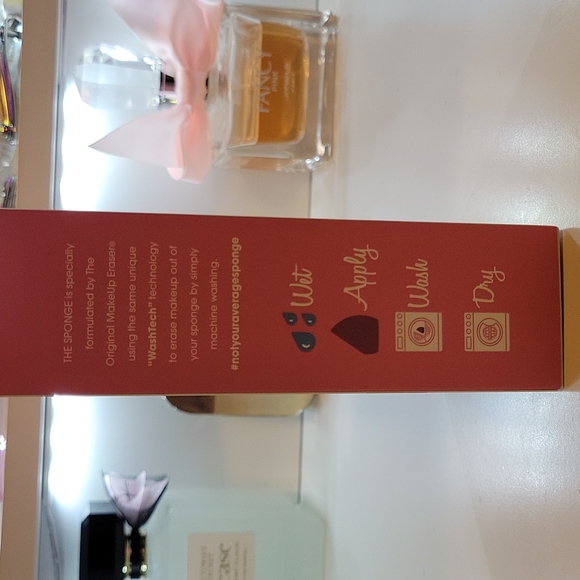 THE SPONGE is specially
formulated by The
Original MakeUp Eraser®
using the same unique
"WashTech" technology
to erase makeup out of
your sponge by simply
machine washing.
#notyouraveragesponge
Wet
Apply
Wash
Dry
FANCY